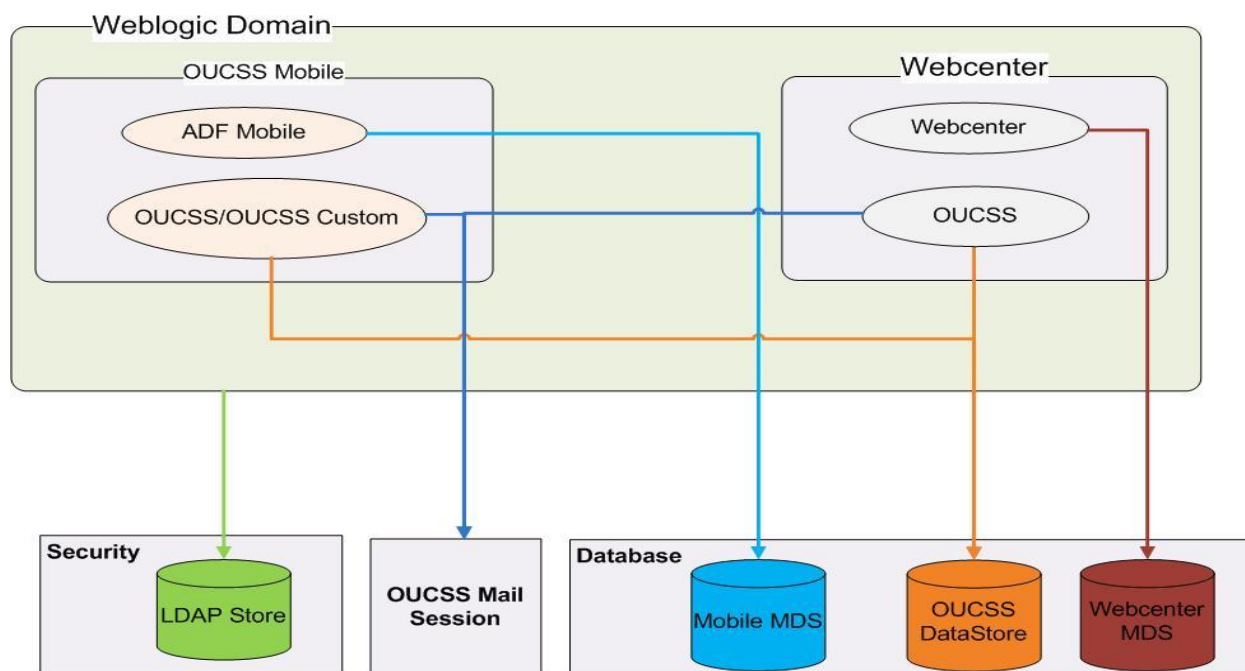 Weblogic Domain
OUCSS Mobile
Webcenter
ADF Mobile
Webcenter
OUCSS/OUCSS Custom
OUCSS
Security
LDAP Store
OUCSS Mail
Session
Database
Mobile MDS
OUCSS
DataStore
Webcenter
MDS